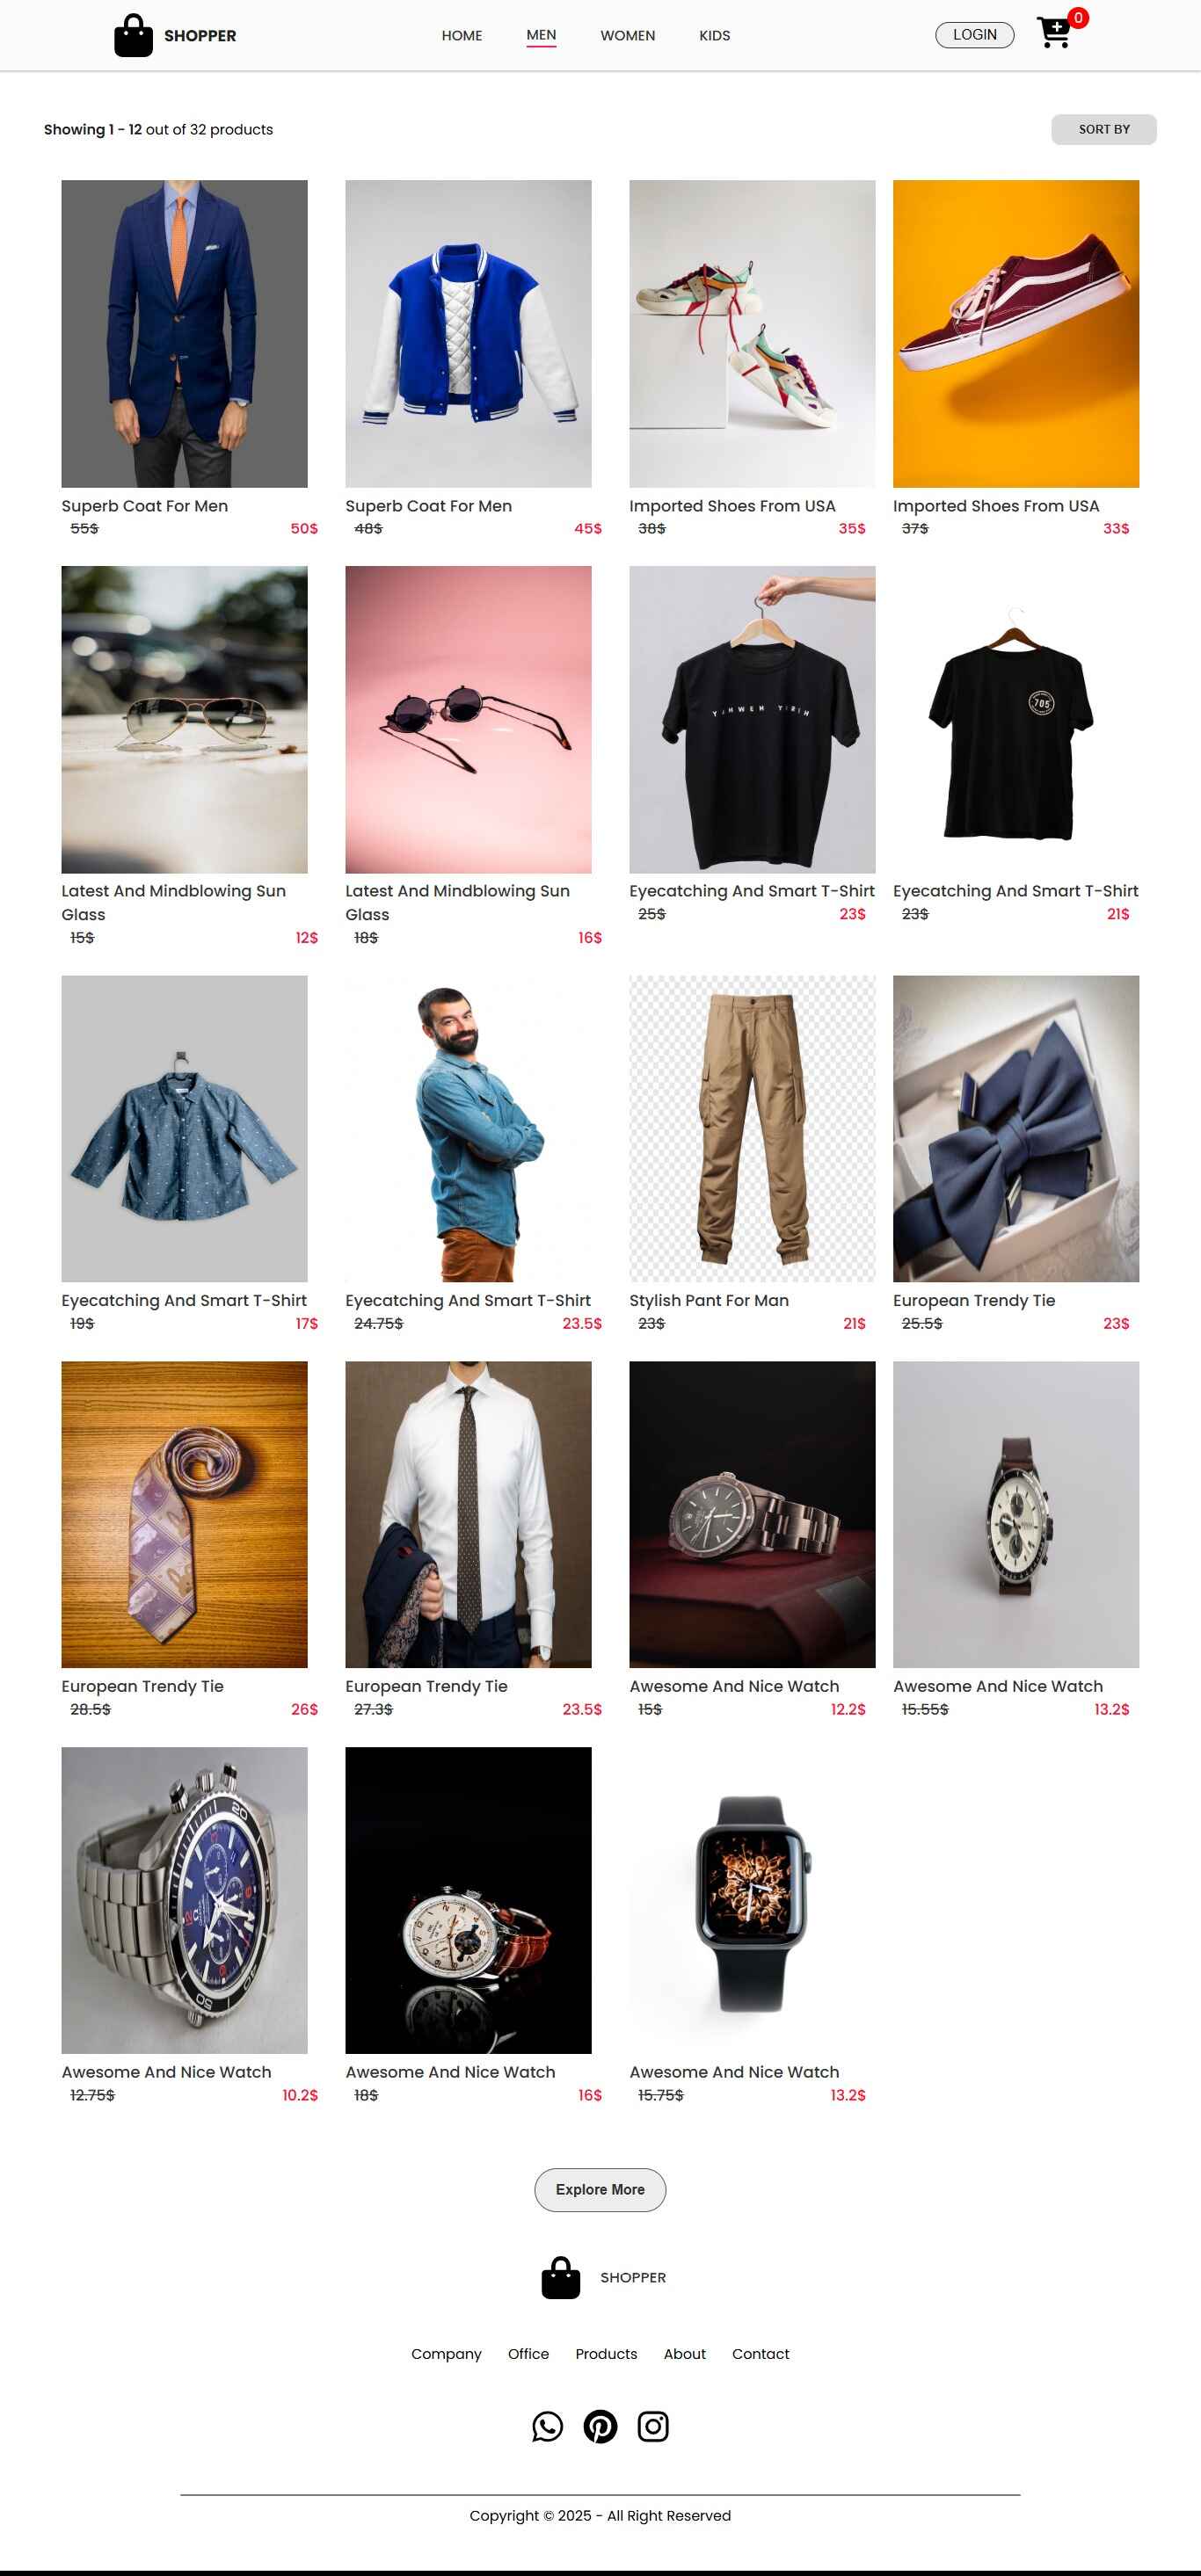 SHOPPER
HOME MEN WOMEN KIDS
LOGIN
0
Showing 1 - 12 out of 32 products
SORT BY
Superb Coat For Men
55$ 50$
Superb Coat For Men
48$ 45$
Imported Shoes From USA
38$ 35$
Imported Shoes From USA
37$ 33$
705
Latest And Mindblowing Sun
Glass
15$ 12$
Latest And Mindblowing Sun
Glass
18$ 16$
Eyecatching And Smart T-Shirt
25$ 23$
Eyecatching And Smart T-Shirt
23$ 21$
Eyecatching And Smart T-Shirt
19$ 17$
Eyecatching And Smart T-Shirt
24.75$ 23.5$
Stylish Pant For Man
23$ 21$
European Trendy Tie
25.5$ 23$
European Trendy Tie
28.5$ 26$
European Trendy Tie
27.3$ 23.5$
Awesome And Nice Watch
15$ 12.2$
Awesome And Nice Watch
15.55$ 13.2$
Awesome And Nice Watch
12.75$ 10.2$
Awesome And Nice Watch
18$ 16$
Awesome And Nice Watch
15.75$ 13.2$
Explore More
SHOPPER
Company Office Products About Contact
Copyright © 2025 - All Right Reserved